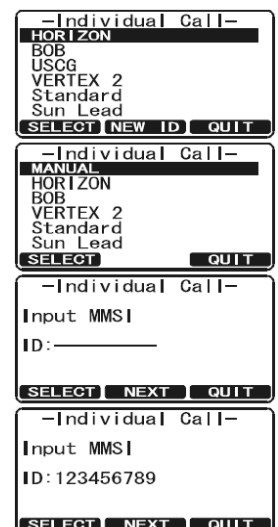 —Individual Call—
HORIZON
BOB
USCG
VERTEX 2
Standard
Sun Lead
SELECT NEW ID QUIT
—Individual Call—
MANUAL
HORIZON
BOB
VERTEX 2
Standard
Sun Lead
SELECT QUIT
—Individual Call—
Input MMSI
ID:—————————
SELECT NEXT QUIT
—Individual Call—
Input MMSI
ID:123456789
SELECT NEXT QUIT